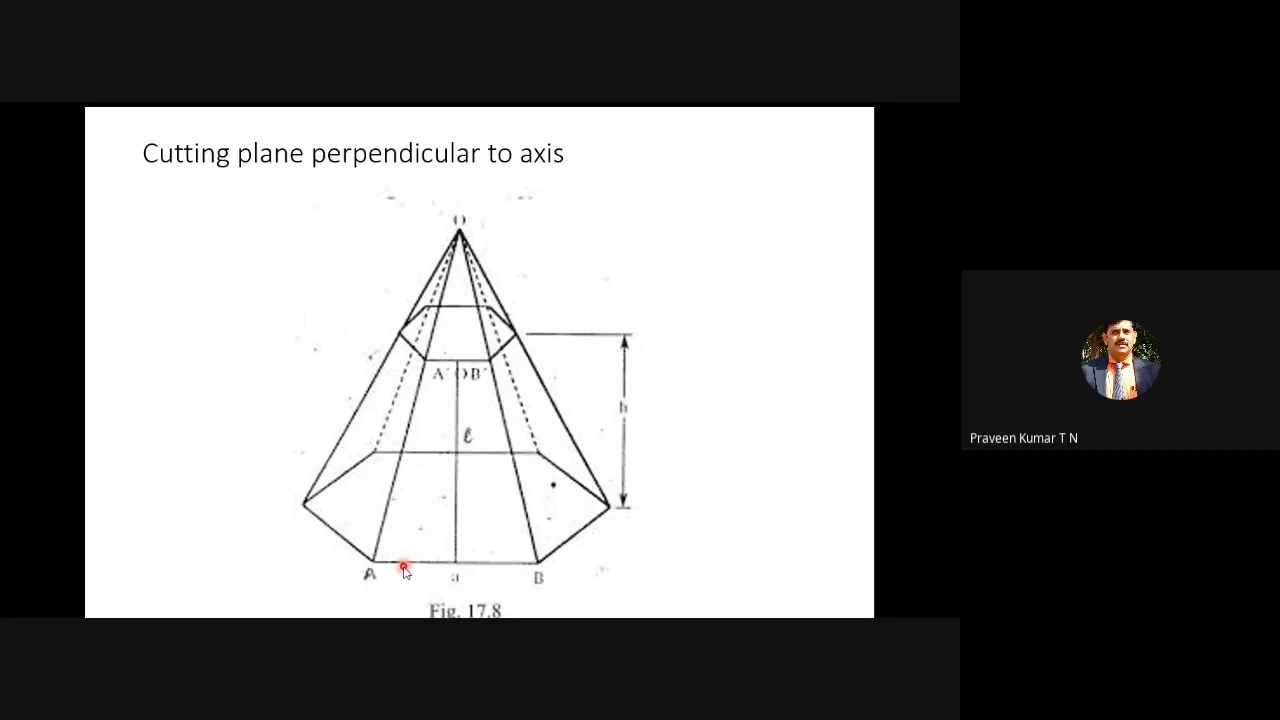 Cutting plane perpendicular to axis
O
A' O B'
h
ℓ
A a B
Fig. 17.8
Praveen Kumar T N